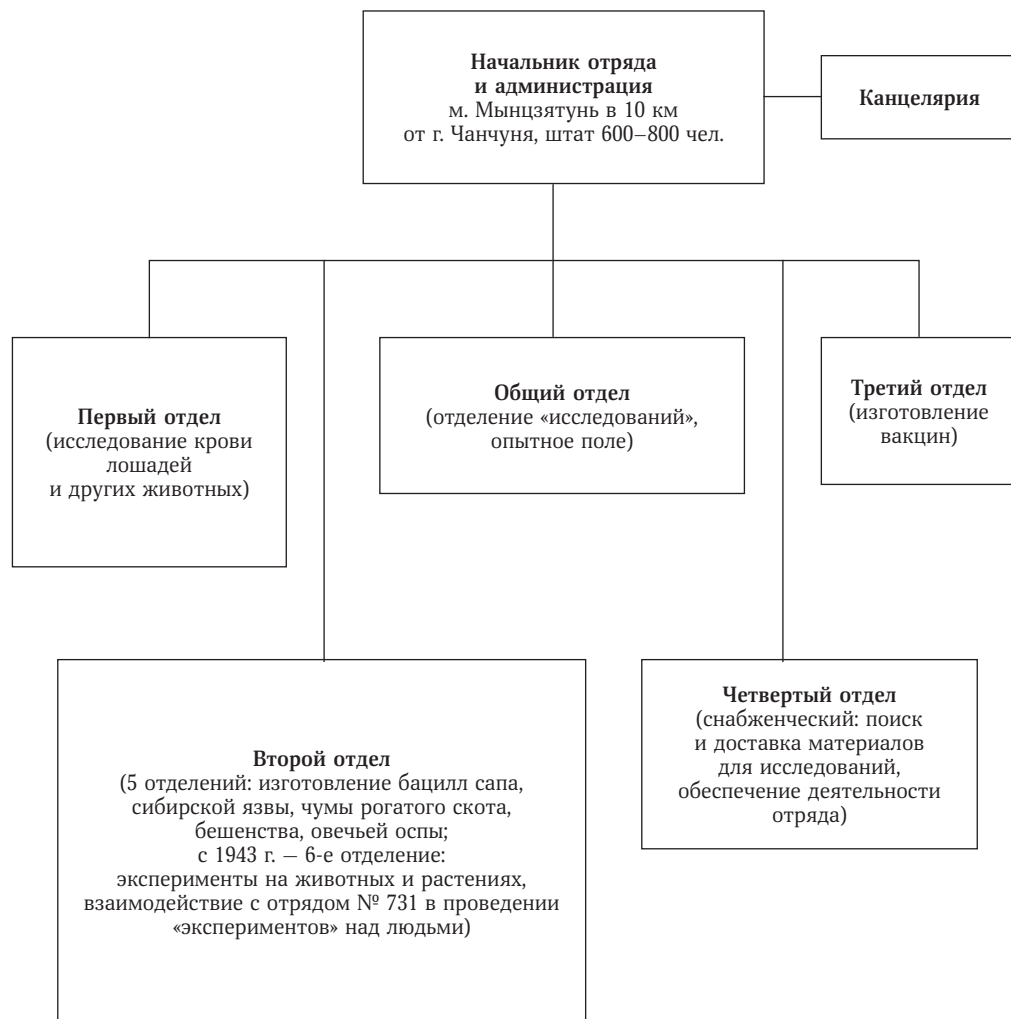 Начальник отряда
и администрация
м. Мынцзятунь в 10 км
от г. Чанчуня, штат 600–800 чел.
Канцелярия
Первый отдел
(исследование крови
лошадей
и других животных)
Общий отдел
(отделение «исследований»,
опытное поле)
Третий отдел
(изготовление
вакцин)
Второй отдел
(5 отделений: изготовление бацилл сапа,
сибирской язвы, чумы рогатого скота,
бешенства, овечьей оспы;
с 1943 г. — 6-е отделение:
эксперименты на животных и растениях,
взаимодействие с отрядом № 731 в проведении
«экспериментов» над людьми)
Четвертый отдел
(снабженческий: поиск
и доставка материалов
для исследований,
обеспечение деятельности
отряда)